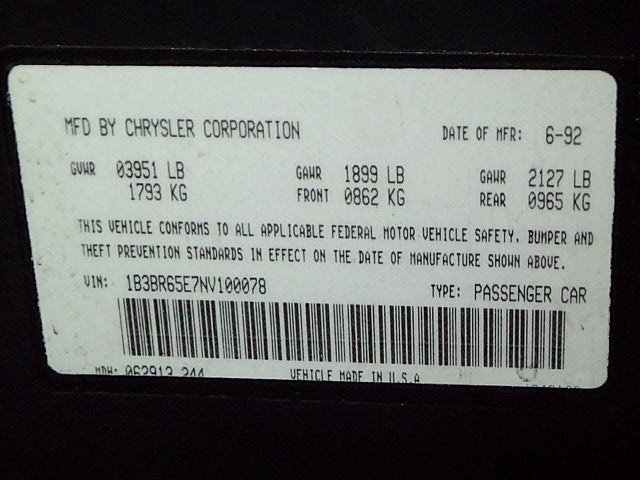 MFD BY CHRYSLER CORPORATION DATE OF MFR: 6-92
GVWR 03951 LB GAWR 1899 LB GAWR 2127 LB
1793 KG FRONT 0862 KG REAR 0965 KG
THIS VEHICLE CONFORMS TO ALL APPLICABLE FEDERAL MOTOR VEHICLE SAFETY, BUMPER AND
THEFT PREVENTION STANDARDS IN EFFECT ON THE DATE OF MANUFACTURE SHOWN ABOVE.
VIN: 1B3BR65E7NV100078 TYPE: PASSENGER CAR
MDH: 062913 244 VEHICLE MADE IN U.S.A